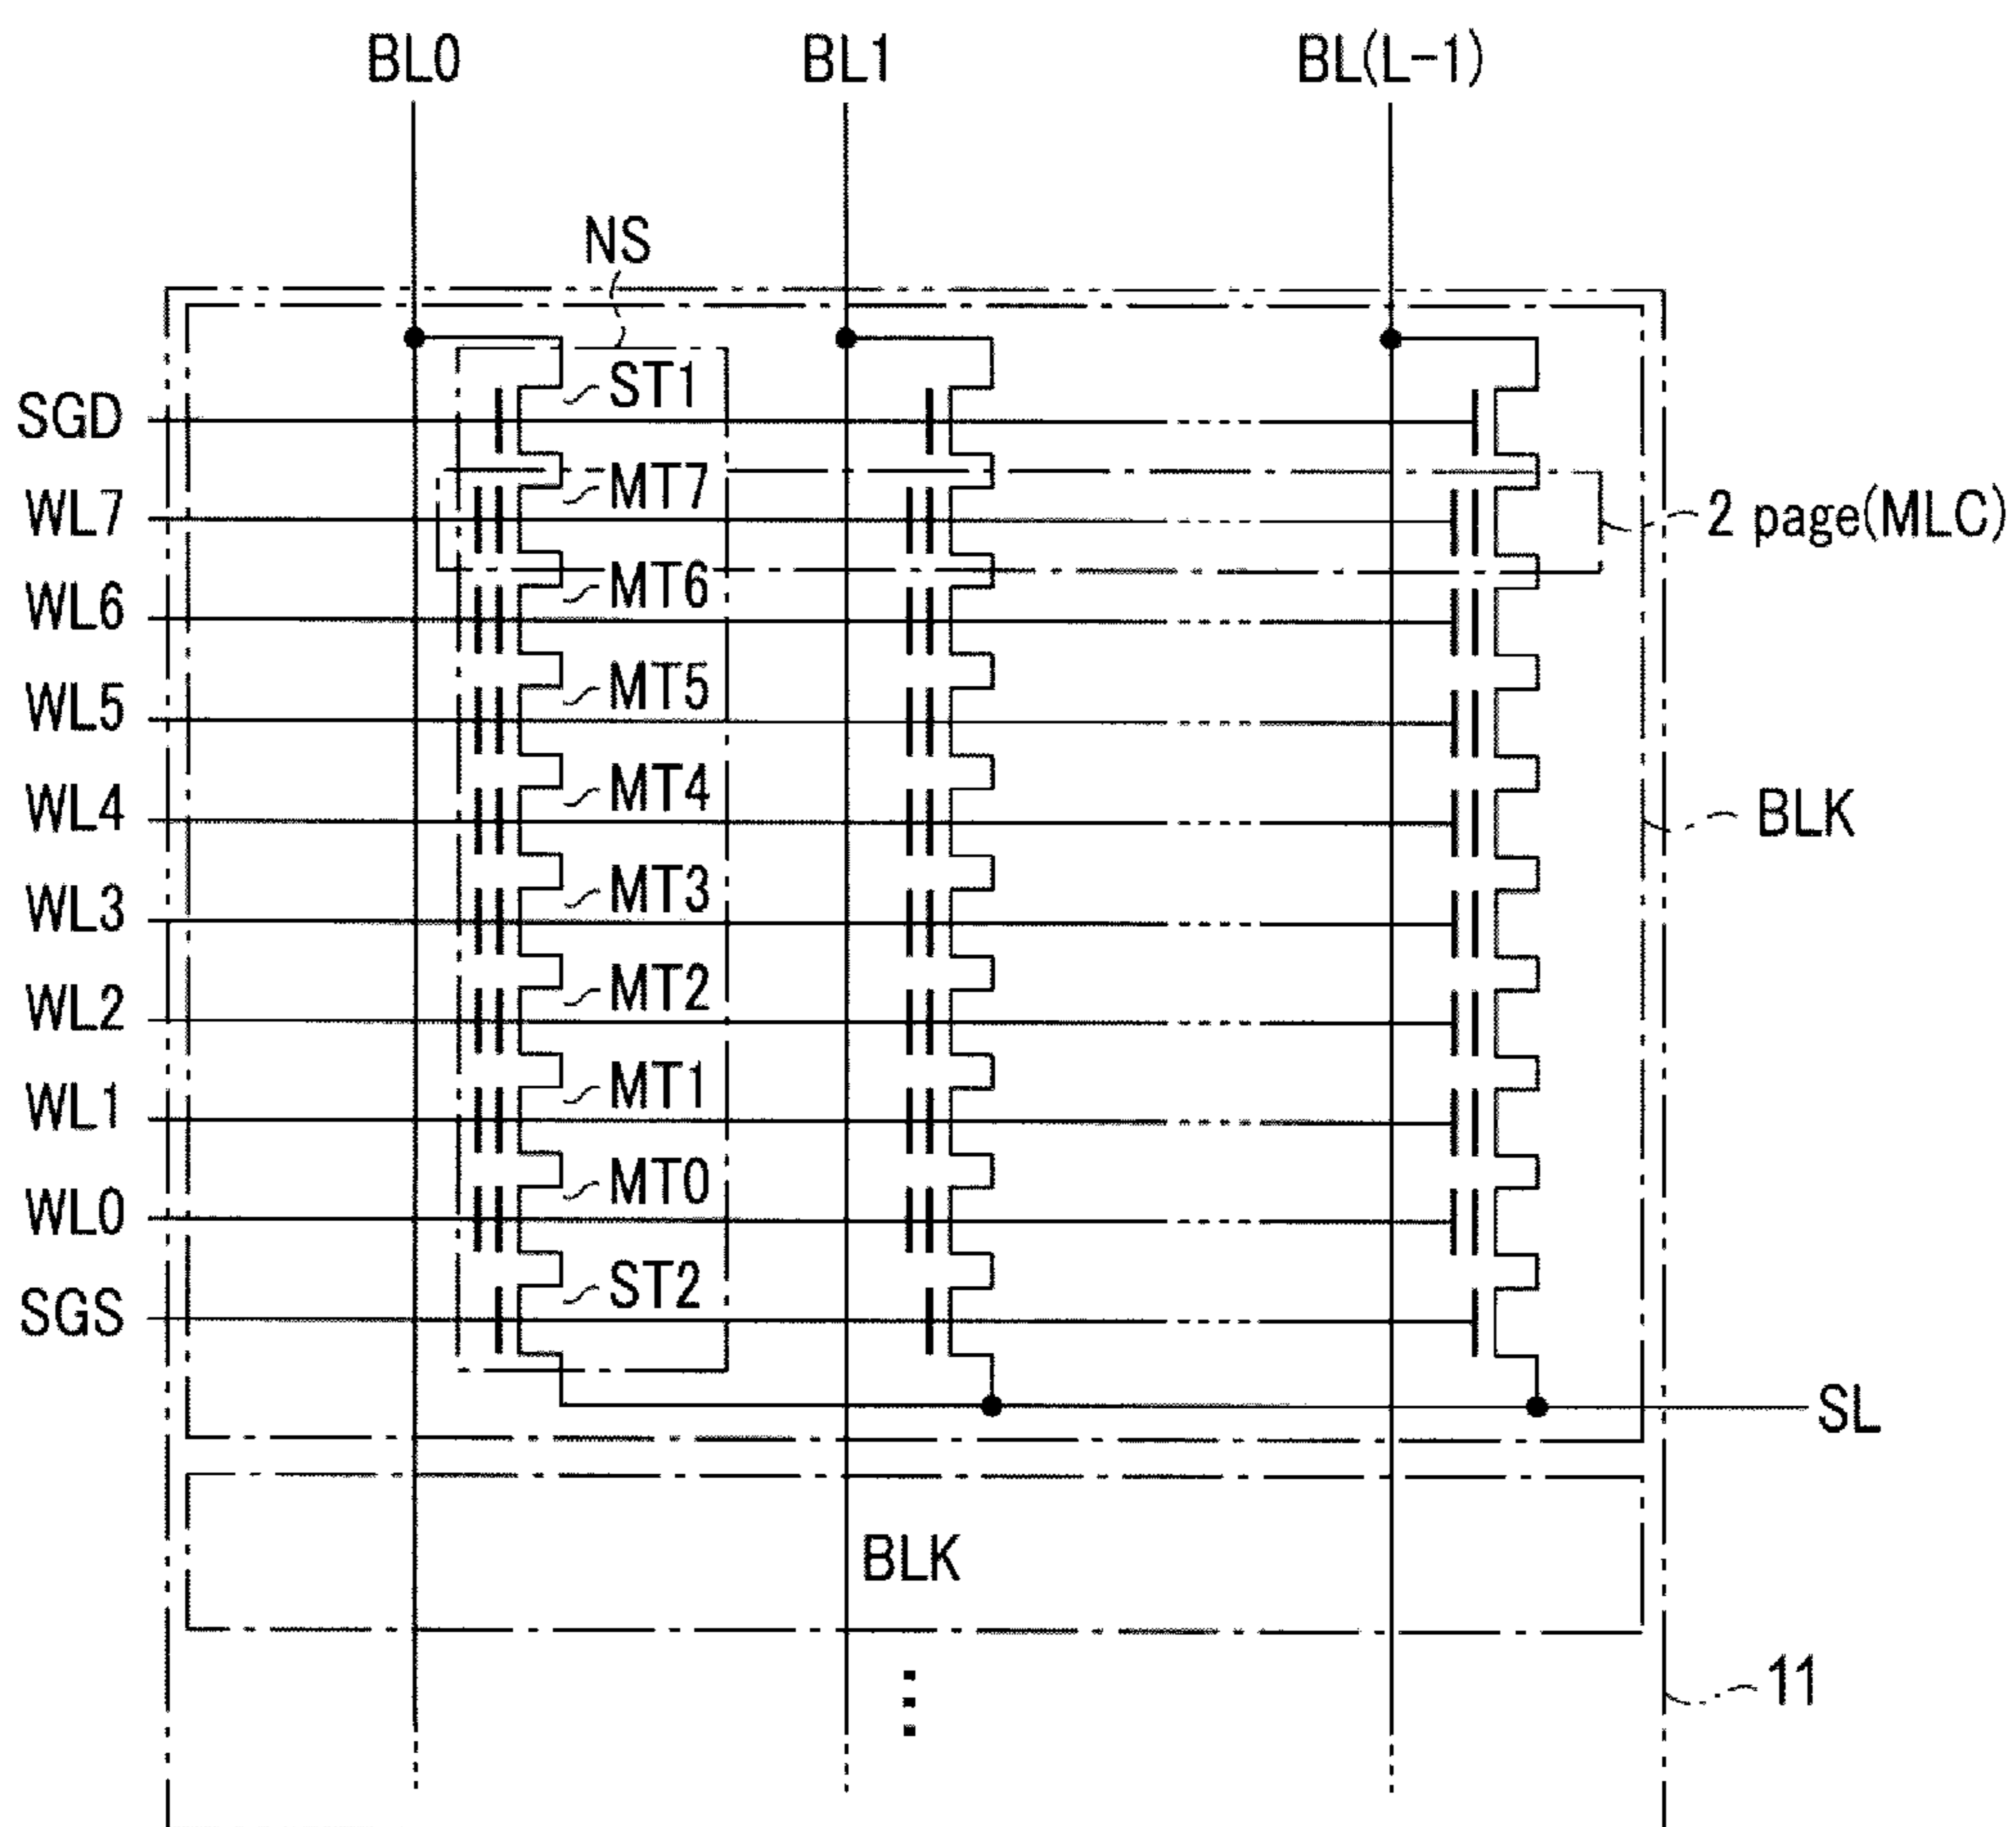 BL0 BL1 BL(L-1)
NS
SGD ST1
WL7 MT7 2 page(MLC)
WL6 MT6
WL5 MT5
WL4 MT4 BLK
WL3 MT3
WL2 MT2
WL1 MT1
WL0 MT0
SGS ST2
SL
BLK
11